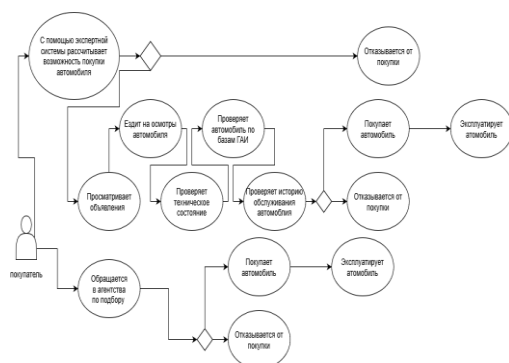 С помощью экспертной
системы рассчитывает
возможность покупки
автомобиля
Отказывается от
покупки
Ездит на осмотры
автомобиля
Проверяет
автомобиль по
базам ГАИ
Покупает
автомобиль
Эксплуатирует
атомобиль
Просматривает
объявления
Проверяет
техническое
состояние
Проверяет историю
обслуживания
автомоблия
Отказывается от
покупки
покупатель
Обращается
в агентства
по подбору
Покупает
автомобиль
Эксплуатирует
атомобиль
Отказывается от
покупки